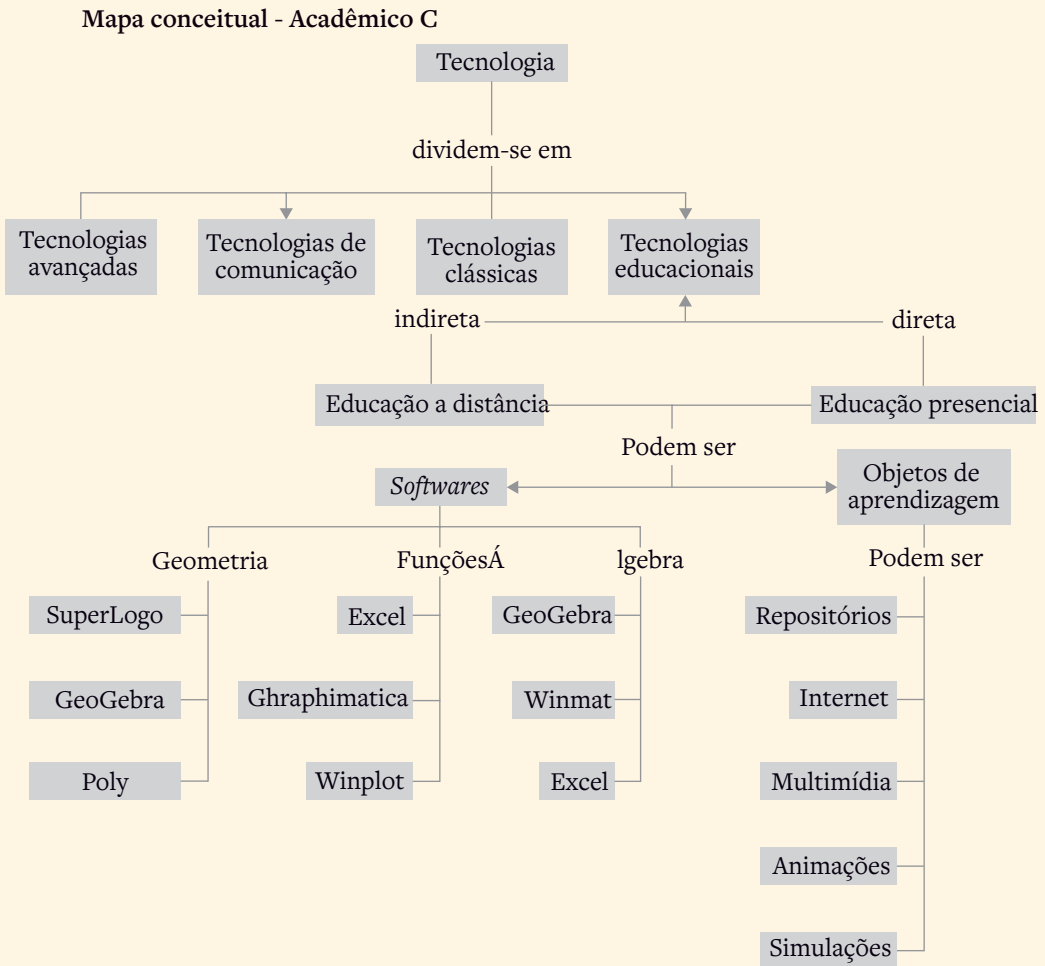 Mapa conceitual - Acadêmico C
Tecnologia
dividem-se em
Tecnologias
avançadas
Tecnologias de
comunicação
Tecnologias
clássicas
Tecnologias
educacionais
indireta
direta
Educação a distância
Educação presencial
Podem ser
Softwares
Objetos de
aprendizagem
Geometria
FunçõesÁ
lgebra
Podem ser
SuperLogo
Excel
GeoGebra
Repositórios
GeoGebra
Ghraphimatica
Winmat
Internet
Poly
Winplot
Excel
Multimídia
Animações
Simulações